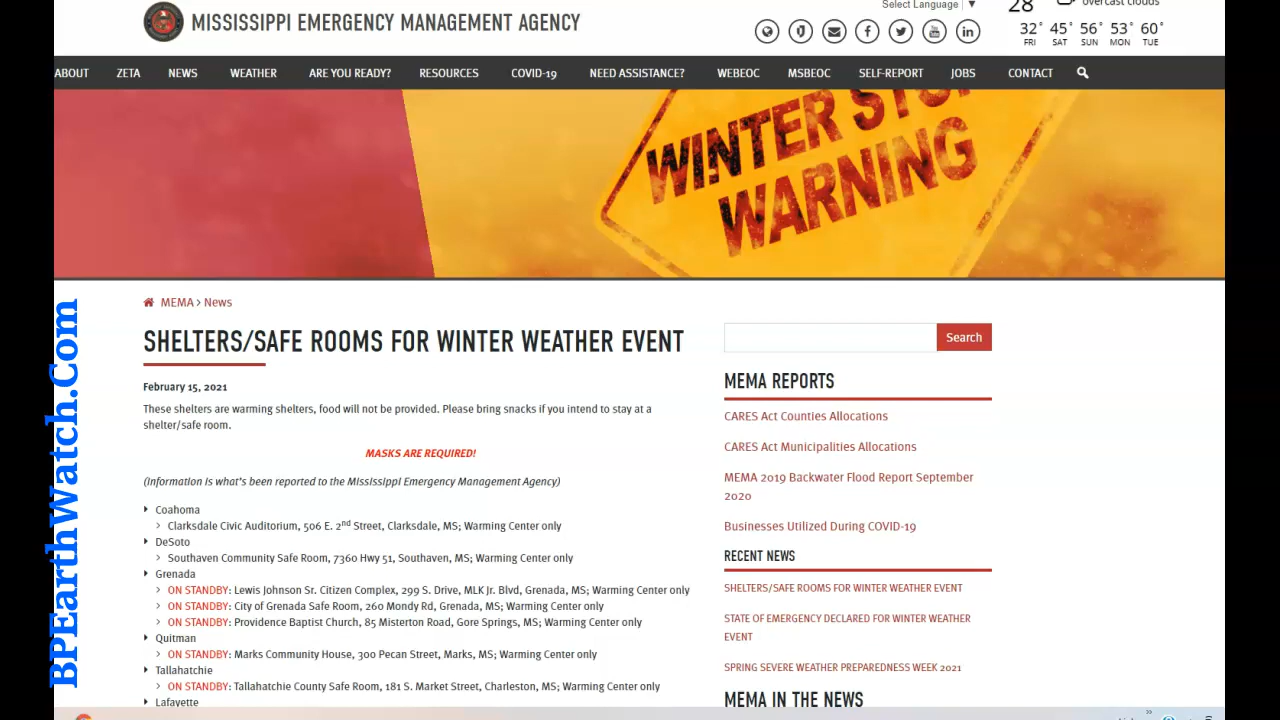 MISSISSIPPI EMERGENCY MANAGEMENT AGENCY
Select Language ▼
28°
overcast clouds
32° 45° 56° 53° 60°
FRI SAT SUN MON TUE
ABOUT ZETA NEWS WEATHER ARE YOU READY? RESOURCES COVID-19 NEED ASSISTANCE? WEBEOC MSBEOC SELF-REPORT JOBS CONTACT
WINTER STORM
WARNING
MEMA > News
SHELTERS/SAFE ROOMS FOR WINTER WEATHER EVENT
February 15, 2021
These shelters are warming shelters, food will not be provided. Please bring snacks if you intend to stay at a
shelter/safe room.
MASKS ARE REQUIRED!
(Information is what's been reported to the Mississippi Emergency Management Agency)
Coahoma
Clarksdale Civic Auditorium, 506 E. 2nd Street, Clarksdale, MS; Warming Center only
DeSoto
Southaven Community Safe Room, 7360 Hwy 51, Southaven, MS; Warming Center only
Grenada
ON STANDBY: Lewis Johnson Sr. Citizen Complex, 299 S. Drive, MLK Jr. Blvd, Grenada, MS; Warming Center only
ON STANDBY: City of Grenada Safe Room, 260 Mondy Rd, Grenada, MS; Warming Center only
ON STANDBY: Providence Baptist Church, 85 Misterton Road, Gore Springs, MS; Warming Center only
Quitman
ON STANDBY: Marks Community House, 300 Pecan Street, Marks, MS; Warming Center only
Tallahatchie
ON STANDBY: Tallahatchie County Safe Room, 181 S. Market Street, Charleston, MS; Warming Center only
Lafayette
Search
MEMA REPORTS
CARES Act Counties Allocations
CARES Act Municipalities Allocations
MEMA 2019 Backwater Flood Report September
2020
Businesses Utilized During COVID-19
RECENT NEWS
SHELTERS/SAFE ROOMS FOR WINTER WEATHER EVENT
STATE OF EMERGENCY DECLARED FOR WINTER WEATHER
EVENT
SPRING SEVERE WEATHER PREPAREDNESS WEEK 2021
MEMA IN THE NEWS
BPEarthWatch.Com